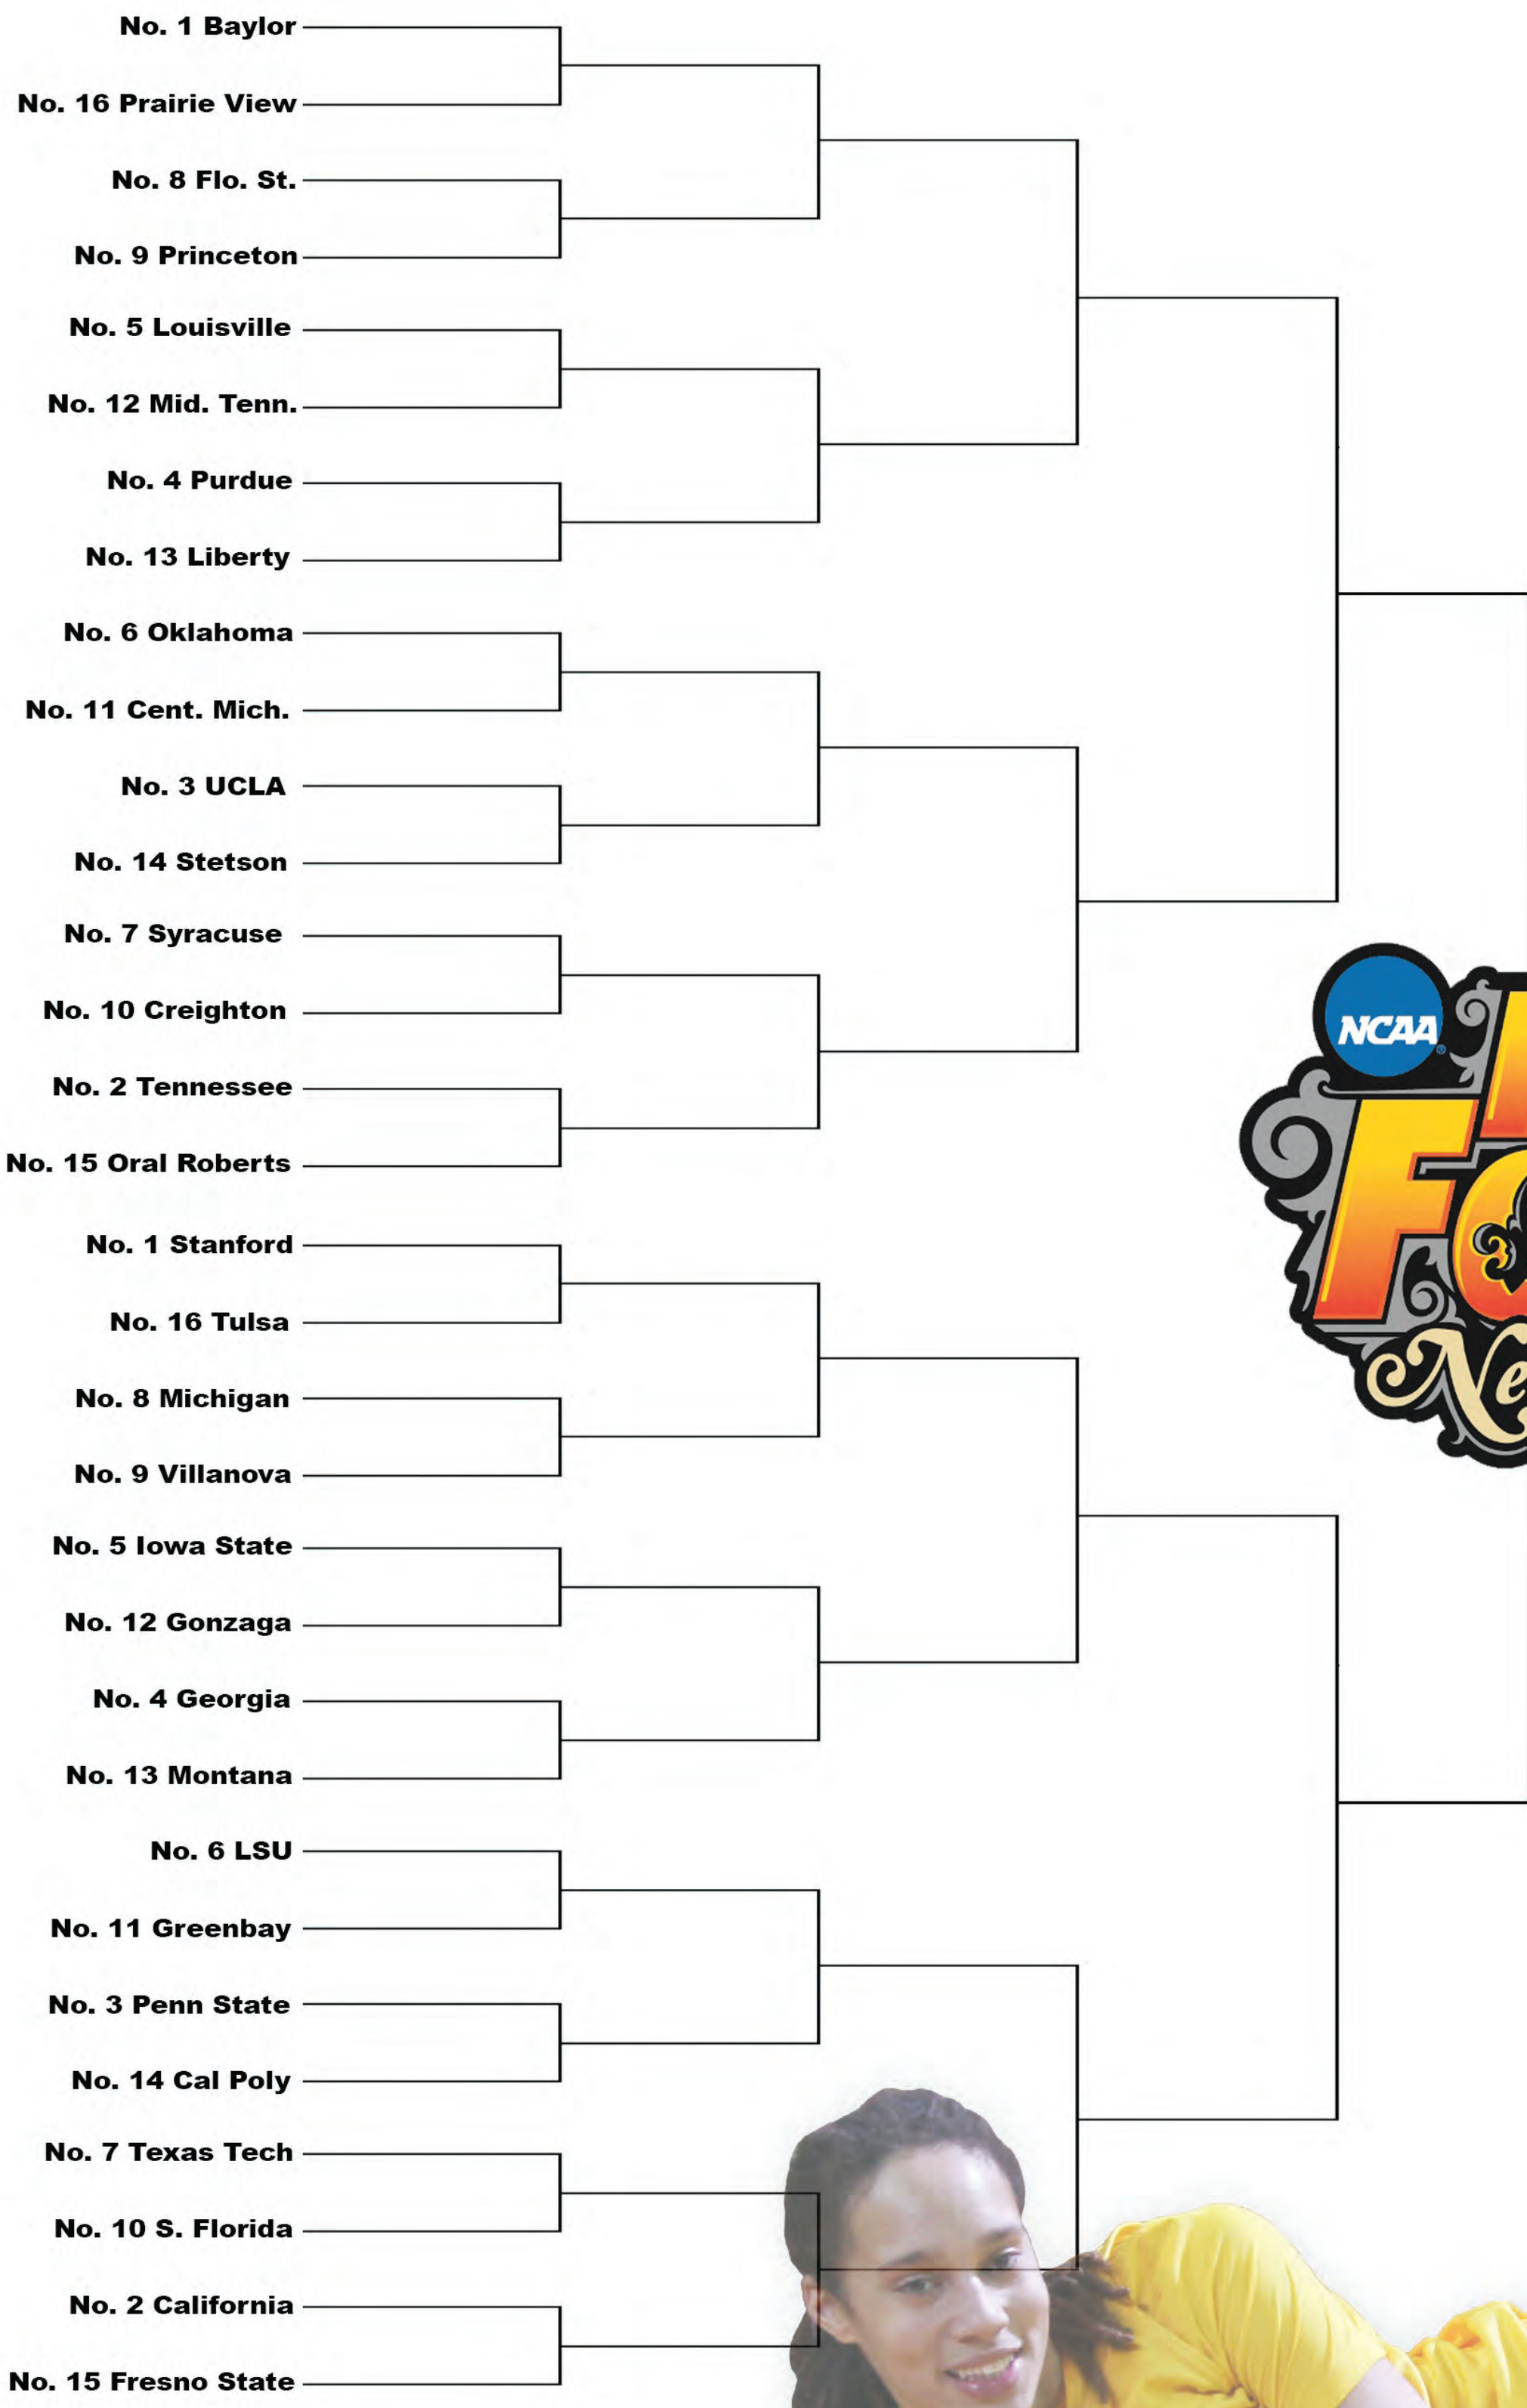 No. 1 Baylor
No. 16 Prairie View
No. 8 Flo. St.
No. 9 Princeton
No. 5 Louisville
No. 12 Mid. Tenn.
No. 4 Purdue
No. 13 Liberty
No. 6 Oklahoma
No. 11 Cent. Mich.
No. 3 UCLA
No. 14 Stetson
No. 7 Syracuse
No. 10 Creighton
No. 2 Tennessee
No. 15 Oral Roberts
No. 1 Stanford
No. 16 Tulsa
No. 8 Michigan
No. 9 Villanova
No. 5 Iowa State
No. 12 Gonzaga
No. 4 Georgia
No. 13 Montana
No. 6 LSU
No. 11 Greenbay
No. 3 Penn State
No. 14 Cal Poly
No. 7 Texas Tech
No. 10 S. Florida
No. 2 California
No. 15 Fresno State
NCAA®
Fo
Ne